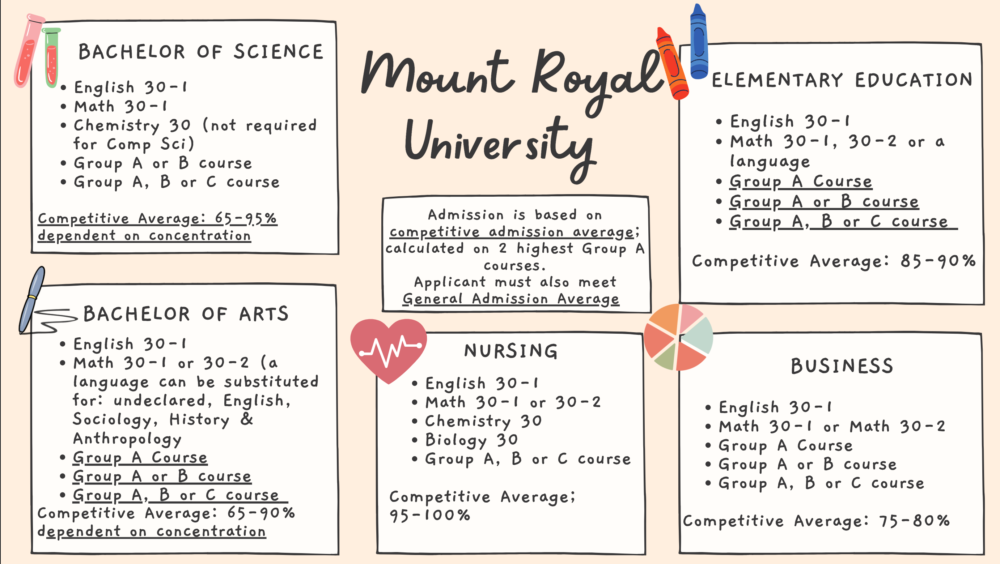 Mount Royal
University
BACHELOR OF SCIENCE
• English 30-1
• Math 30-1
• Chemistry 30 (not required
for Comp Sci)
• Group A or B course
• Group A, B or C course
Competitive Average: 65-95%
dependent on concentration
Admission is based on
competitive admission average;
calculated on 2 highest Group A
courses.
Applicant must also meet
General Admission Average
ELEMENTARY EDUCATION
• English 30-1
• Math 30-1, 30-2 or a
language
• Group A Course
• Group A or B course
• Group A, B or C course
Competitive Average: 85-90%
BACHELOR OF ARTS
• English 30-1
• Math 30-1 or 30-2 (a
language can be substituted
for: undeclared, English,
Sociology, History &
Anthropology
• Group A Course
• Group A or B course
• Group A, B or C course
Competitive Average: 65-90%
dependent on concentration
NURSING
• English 30-1
• Math 30-1 or 30-2
• Chemistry 30
• Biology 30
• Group A, B or C course
Competitive Average;
95-100%
BUSINESS
• English 30-1
• Math 30-1 or Math 30-2
• Group A Course
• Group A or B course
• Group A, B or C course
Competitive Average: 75-80%